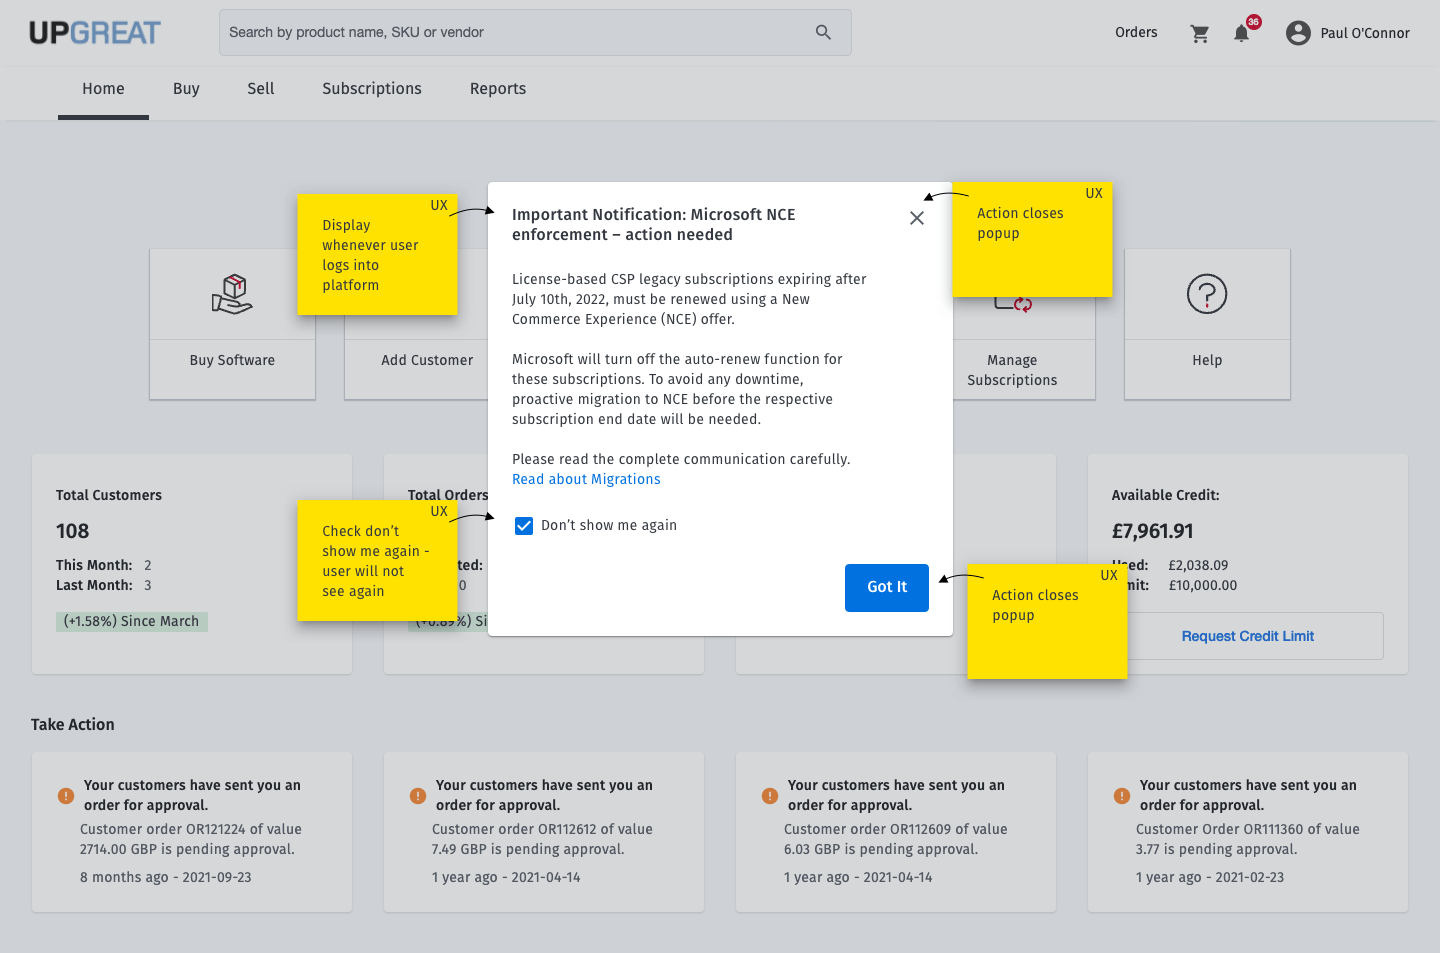 UPGREAT
Search by product name, SKU or vendor
Orders
36
Paul O'Connor
Home
Buy
Sell
Subscriptions
Reports
UX
Display
whenever user
logs into
platform
Important Notification: Microsoft NCE
enforcement – action needed
UX
Action closes
popup
License-based CSP legacy subscriptions expiring after
July 10th, 2022, must be renewed using a New
Commerce Experience (NCE) offer.
Microsoft will turn off the auto-renew function for
these subscriptions. To avoid any downtime,
proactive migration to NCE before the respective
subscription end date will be needed.
Please read the complete communication carefully.
Read about Migrations
Don’t show me again
Got It
UX
Check don’t
show me again -
user will not
see again
UX
Action closes
popup
Buy Software
Add Customer
Manage
Subscriptions
Help
Total Customers
108
This Month: 2
Last Month: 3
(+1.58%) Since March
Total Orders
ted:
0
(+0.89%) Si
Available Credit:
£7,961.91
Used: £2,038.09
mit: £10,000.00
Request Credit Limit
Take Action
Your customers have sent you an
order for approval.
Customer order OR121224 of value
2714.00 GBP is pending approval.
8 months ago - 2021-09-23
Your customers have sent you an
order for approval.
Customer order OR112612 of value
7.49 GBP is pending approval.
1 year ago - 2021-04-14
Your customers have sent you an
order for approval.
Customer order OR112609 of value
6.03 GBP is pending approval.
1 year ago - 2021-04-14
Your customers have sent you an
order for approval.
Customer Order OR111360 of value
3.77 is pending approval.
1 year ago - 2021-02-23